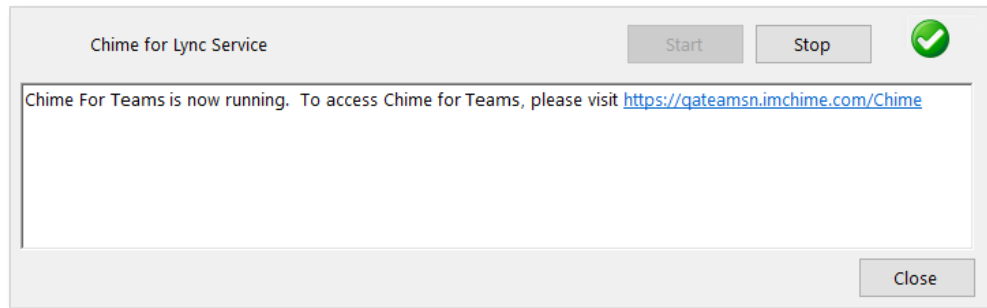 Chime for Lync Service
Start
Stop
Chime For Teams is now running. To access Chime for Teams, please visit https://qateamsn.imchime.com/Chime
Close